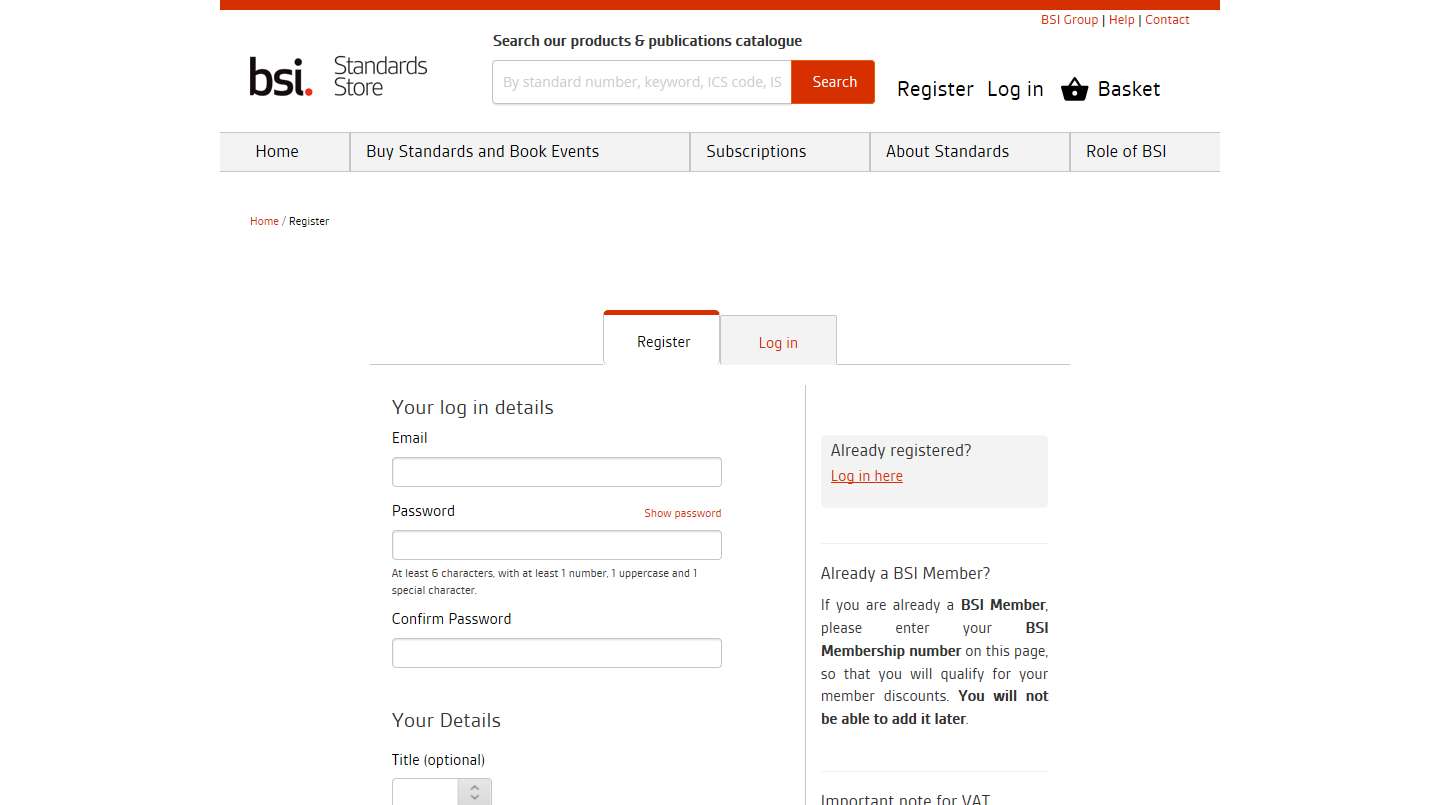 BSI Group | Help | Contact
Search our products & publications catalogue
bsi. Standards
Store
By standard number, keyword, ICS code, IS
Search
Register Log in Basket
Home
Buy Standards and Book Events
Subscriptions
About Standards
Role of BSI
Home / Register
Register
Log in
Your log in details
Email
Password
Show password
At least 6 characters, with at least 1 number, 1 uppercase and 1
special character.
Confirm Password
Your Details
Title (optional)
Already registered?
Log in here
Already a BSI Member?
If you are already a BSI Member,
please enter your BSI
Membership number on this page,
so that you will qualify for your
member discounts. You will not
be able to add it later.
Important note for VAT